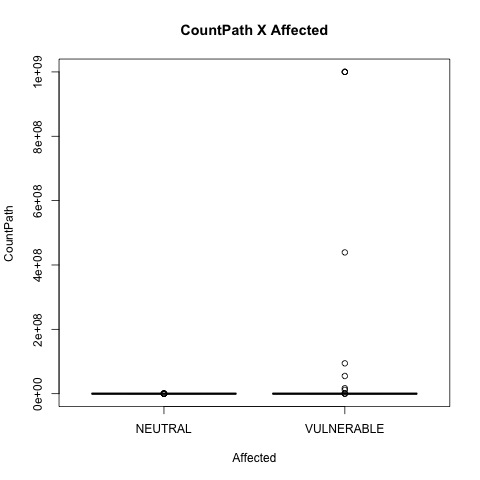 CountPath X Affected
1e+09
8e+08
6e+08
4e+08
2e+08
0e+00
CountPath
NEUTRAL
VULNERABLE
Affected